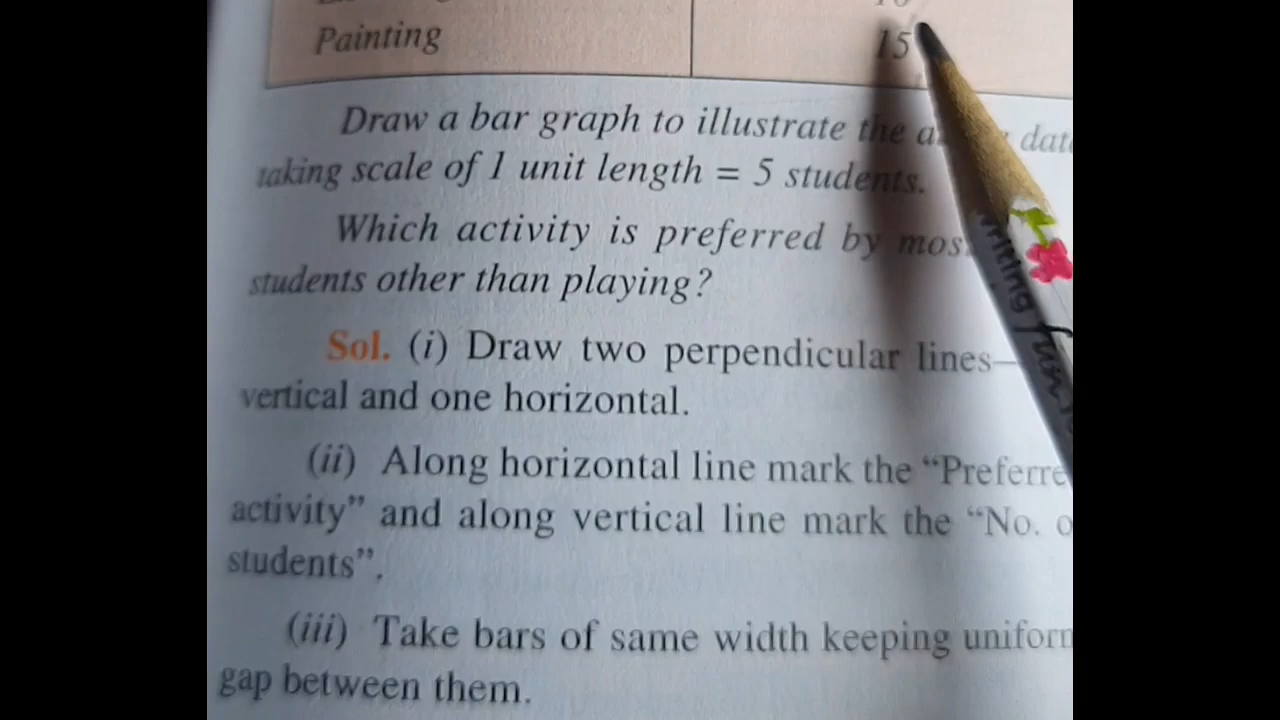 Painting 15
Draw a bar graph to illustrate the
taking scale of 1 unit length = 5 students.
Which activity is preferred by
students other than playing?
Sol. (i) Draw two perpendicular lines—
vertical and one horizontal.
(ii) Along horizontal line mark the “Preferre
activity” and along vertical line mark the “No. o
students”.
(iii) Take bars of same width keeping uniform
gap between them.